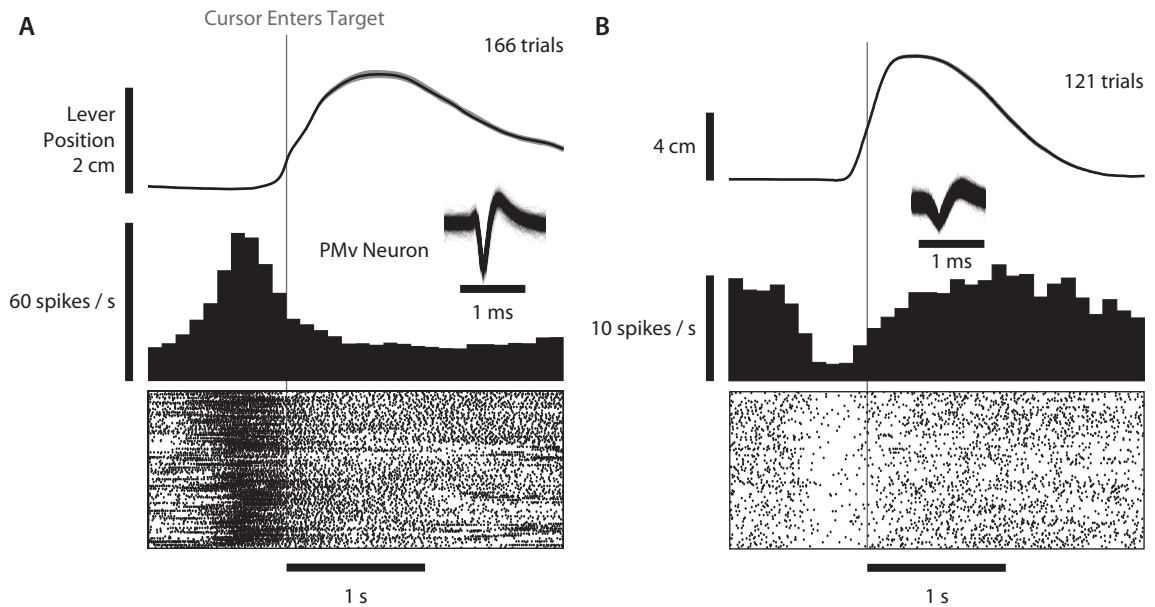 A
Cursor Enters Target
166 trials
Lever
Position
2 cm
PMv Neuron
1 ms
60 spikes / s
1 s
B
121 trials
4 cm
1 ms
10 spikes / s
1 s